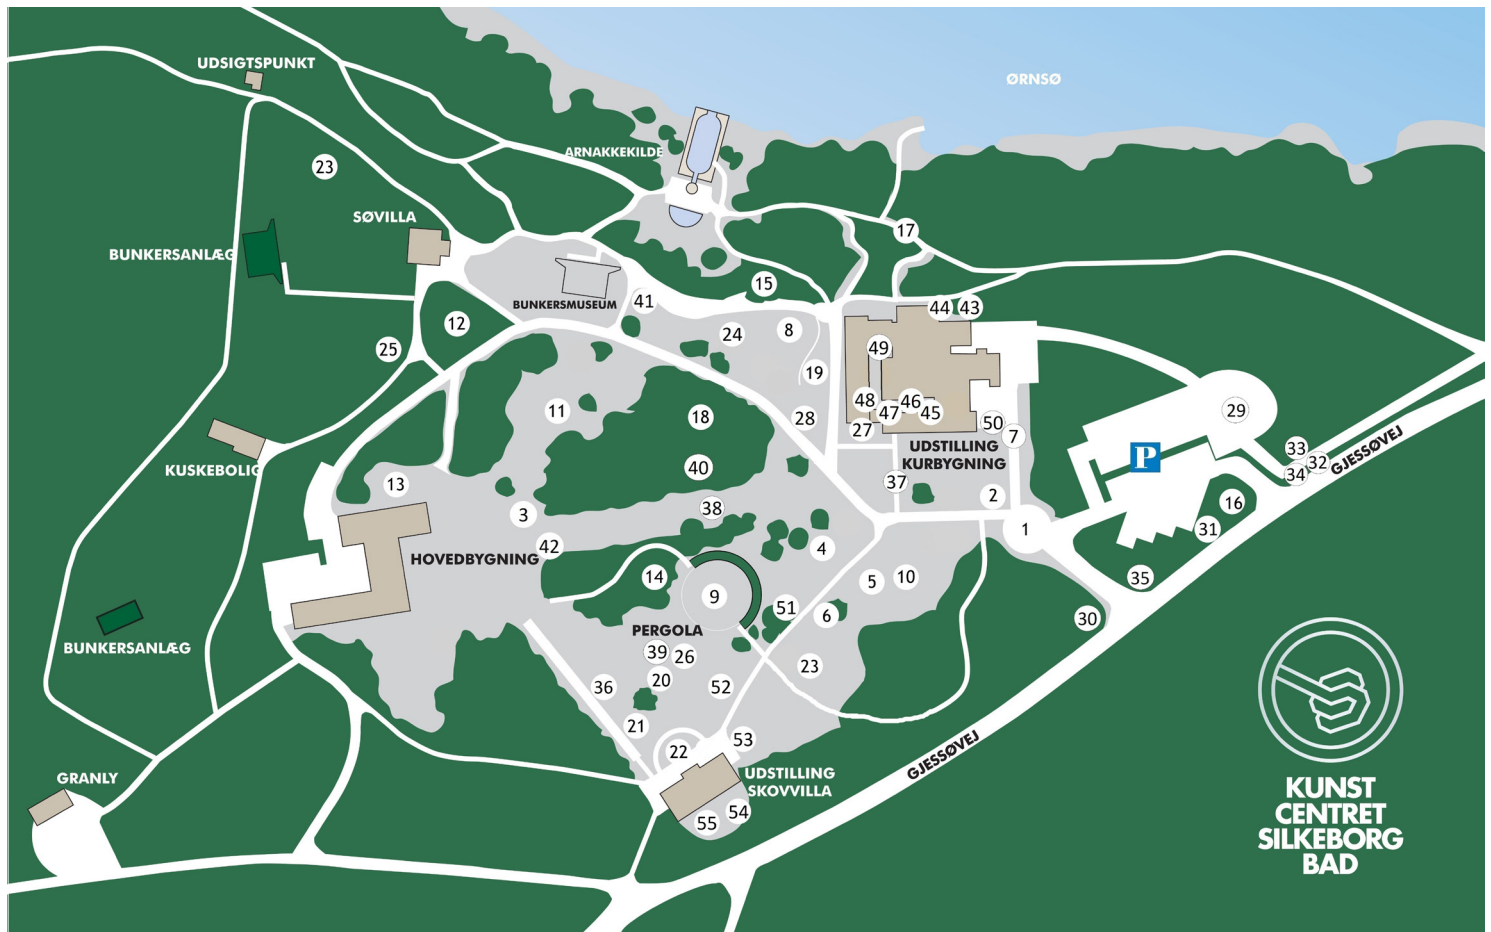 UDSIGTSPUNKT
ØRNSØ
ARNAKKEKILDE
23
SØVILLA
17
BUNKERSANLÆG
15
BUNKERSMUSEUM
41
44
43
12
24
8
25
49
19
11
18
28
48
46
47
45
27
50
7
29
UDSTILLING
KURBYGNING
P
33
32
34
GJESSØVEJ
KUSKEBOLIG
40
13
37
2
3
38
16
1
31
42
4
HOVEDBYGNING
14
5
10
35
9
51
6
30
BUNKERSANLÆG
PERGOLA
39
26
23
20
36
52
21
22
53
GJESSØVEJ
GRANLY
UDSTILLING
SKOVVILLA
54
55
KUNST
CENTRET
SILKEBORG
BAD